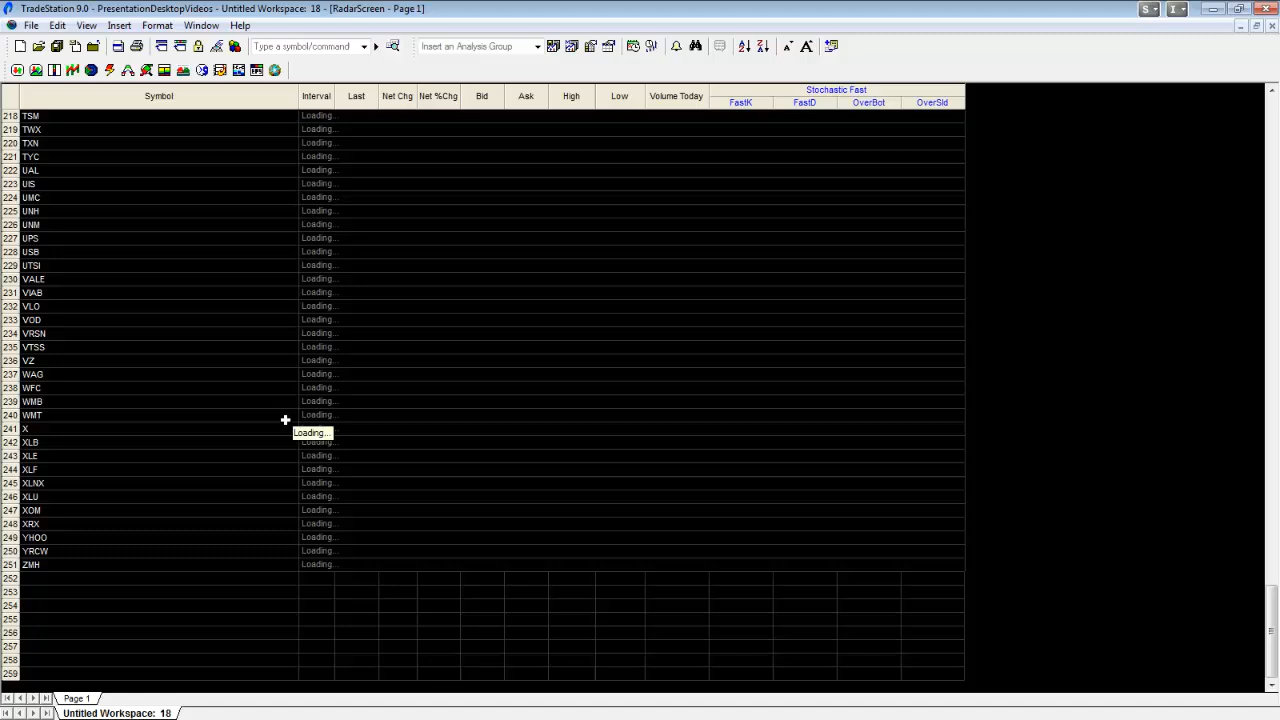 TradeStation 9.0 - PresentationDesktopVideos - Untitled Workspace: 18 - [RadarScreen - Page 1]
S
I
File Edit View Insert Format Window Help
Type a symbol/command
Insert an Analysis Group
Symbol Interval Last Net Chg Net %Chg Bid Ask High Low Volume Today Stochastic Fast
FastK FastD OverBot OverSld
218 TSM Loading...
219 TWX Loading...
220 TXN Loading...
221 TYC Loading...
222 UAL Loading...
223 UIS Loading...
224 UMC Loading...
225 UNH Loading...
226 UNM Loading...
227 UPS Loading...
228 USB Loading...
229 UTSI Loading...
230 VALE Loading...
231 VIAB Loading...
232 VLO Loading...
233 VOD Loading...
234 VRSN Loading...
235 VTSS Loading...
236 VZ Loading...
237 WAG Loading...
238 WFC Loading...
239 WMB Loading...
240 WMT Loading...
241 X Loading...
242 XLB Loading...
243 XLE Loading...
244 XLF Loading...
245 XLNX Loading...
246 XLU Loading...
247 XOM Loading...
248 XRX Loading...
249 YHOO Loading...
250 YRCW Loading...
251 ZMH Loading...
252
253
254
255
256
257
258
259
Page 1
Untitled Workspace: 18